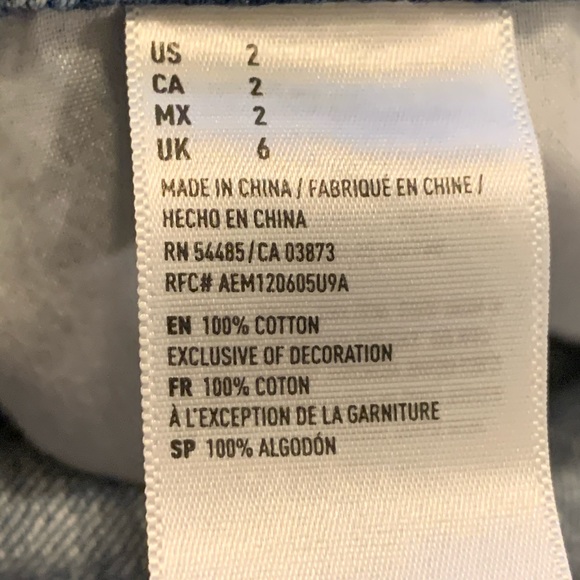 US 2
CA 2
MX 2
UK 6
MADE IN CHINA / FABRIQUÉ EN CHINE /
HECHO EN CHINA
RN 54485/CA 03873
RFC# AEM120605U9A
EN 100% COTTON
EXCLUSIVE OF DECORATION
FR 100% COTON
À L'EXCEPTION DE LA GARNITURE
SP 100% ALGODÓN